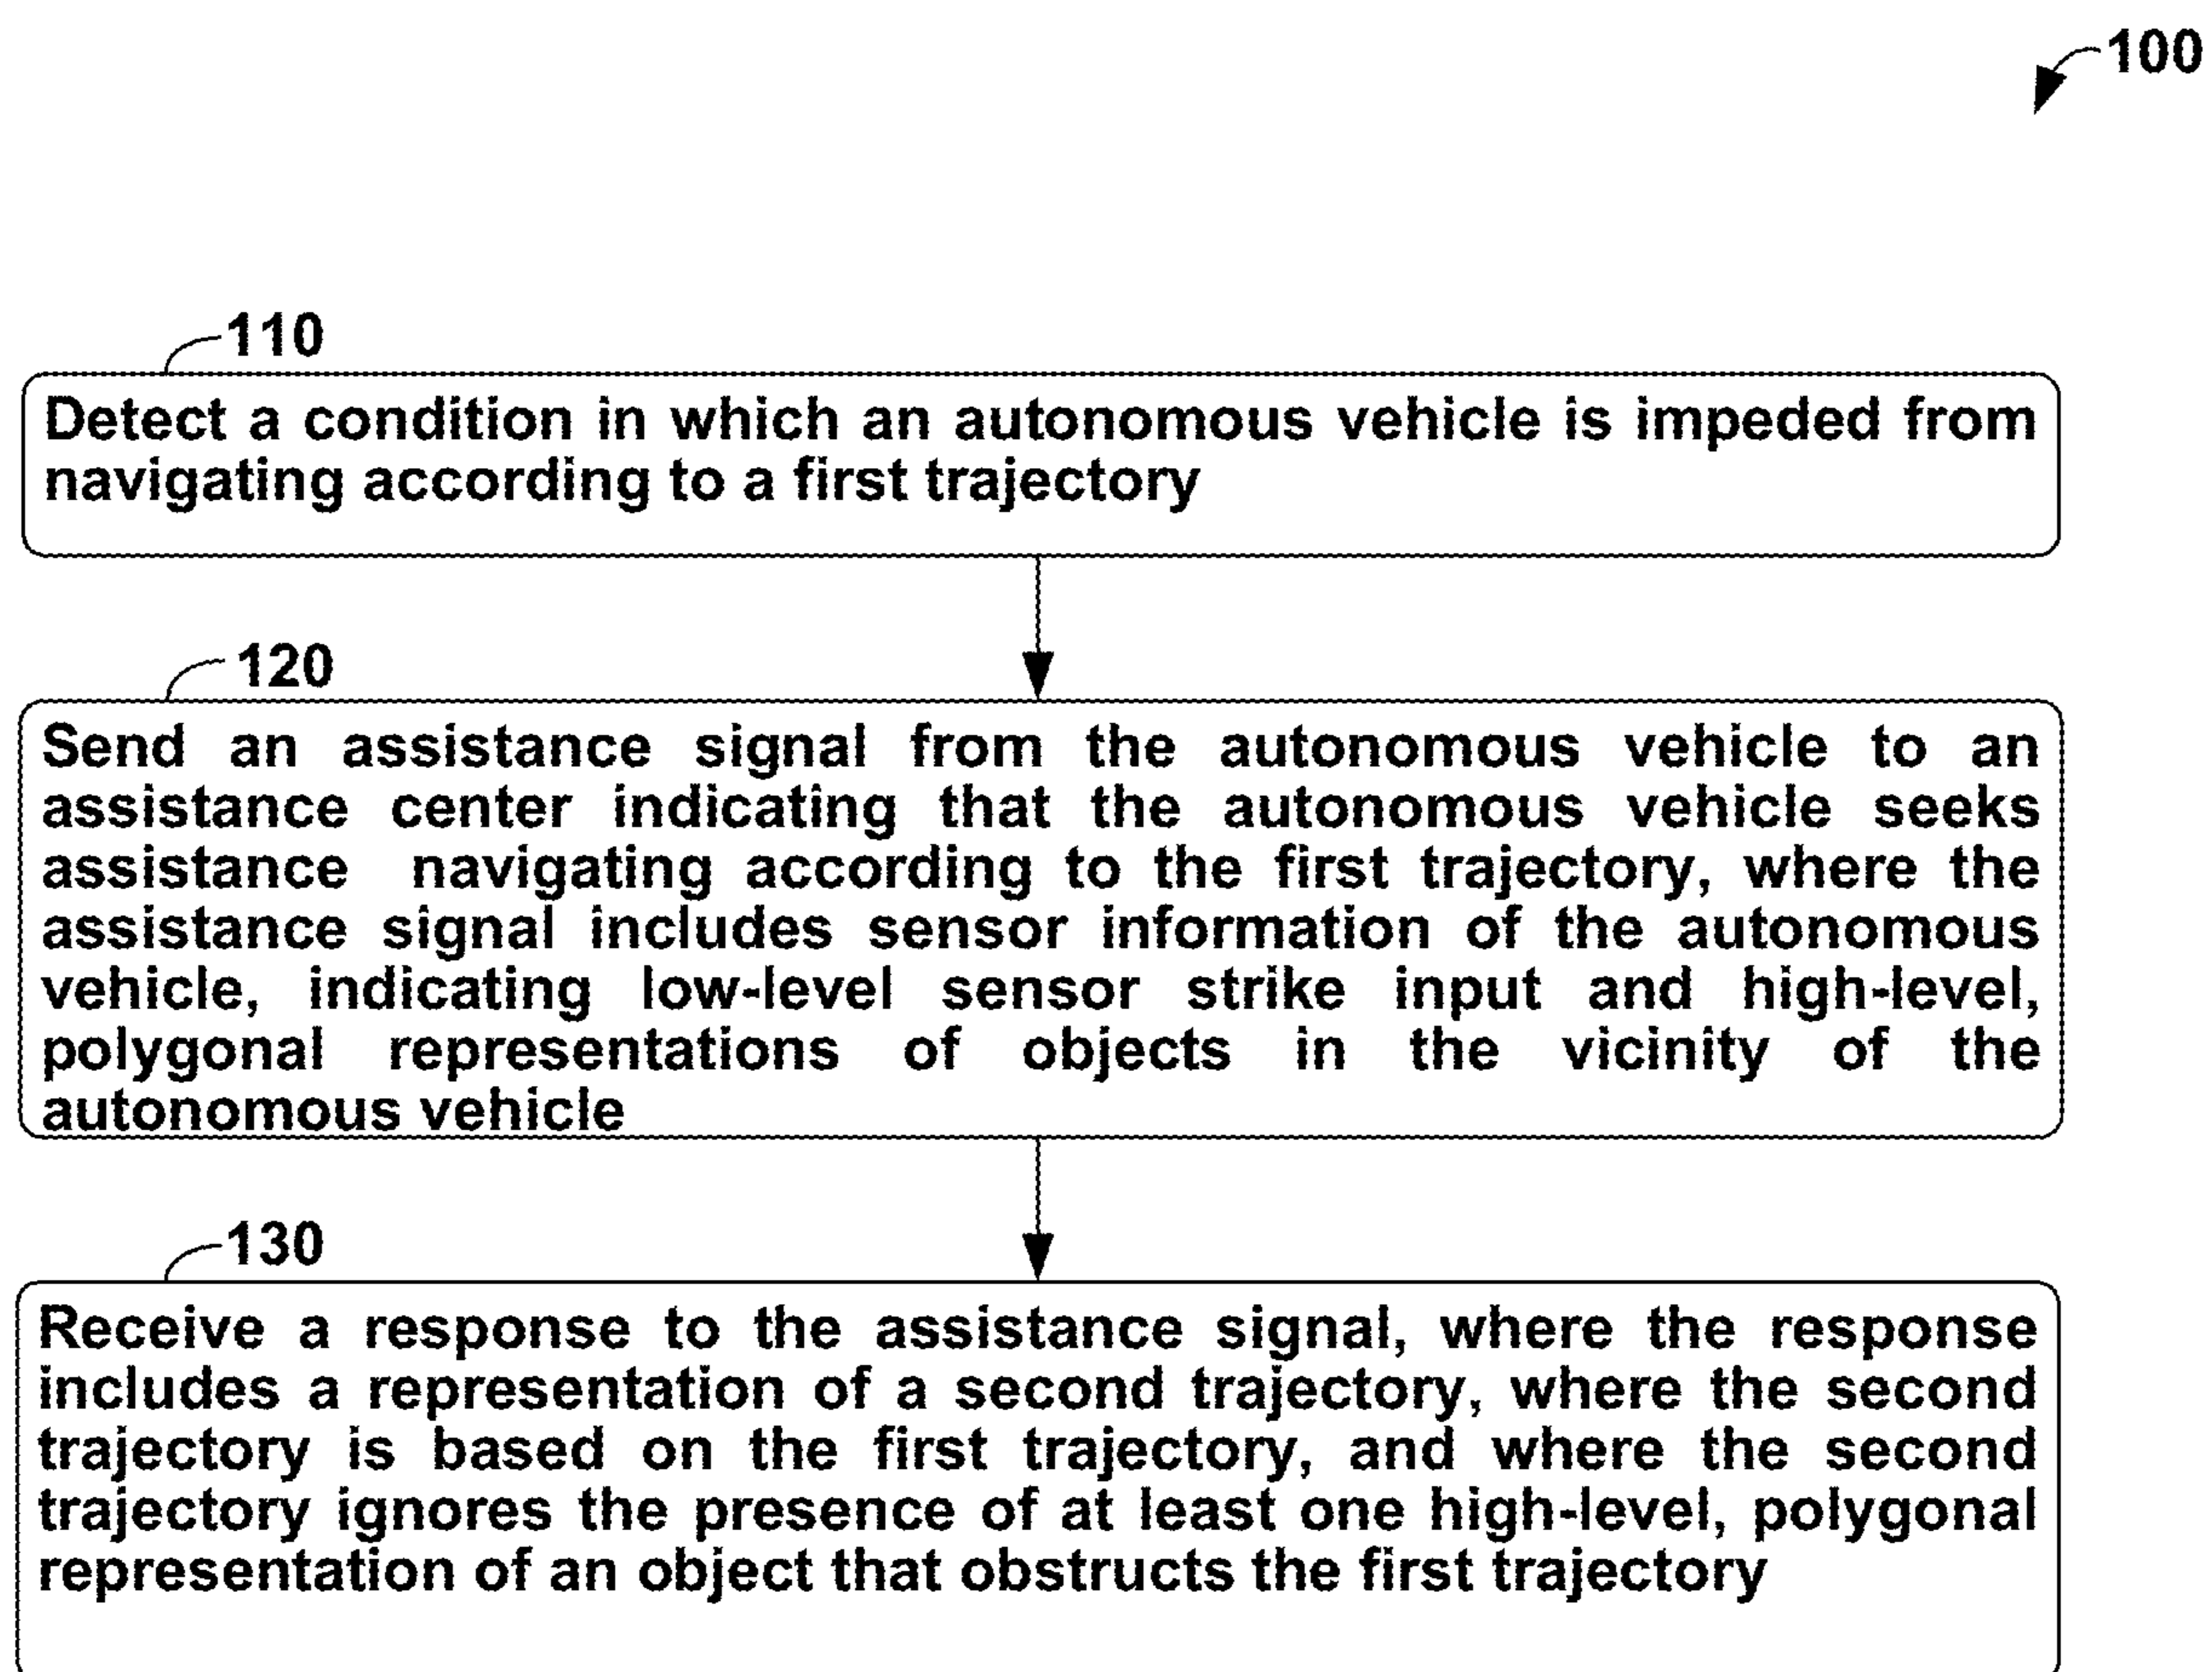 100
110
Detect a condition in which an autonomous vehicle is impeded from
navigating according to a first trajectory
120
Send an assistance signal from the autonomous vehicle to an
assistance center indicating that the autonomous vehicle seeks
assistance navigating according to the first trajectory, where the
assistance signal includes sensor information of the autonomous
vehicle, indicating low-level sensor strike input and high-level,
polygonal representations of objects in the vicinity of the
autonomous vehicle
130
Receive a response to the assistance signal, where the response
includes a representation of a second trajectory, where the second
trajectory is based on the first trajectory, and where the second
trajectory ignores the presence of at least one high-level, polygonal
representation of an object that obstructs the first trajectory